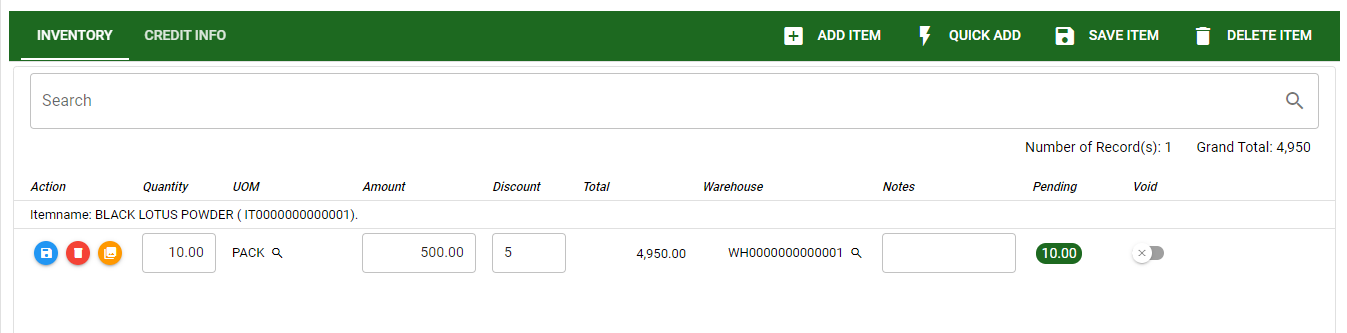 INVENTORY CREDIT INFO ADD ITEM QUICK ADD SAVE ITEM DELETE ITEM
Search
Number of Record(s): 1 Grand Total: 4,950
Action Quantity UOM Amount Discount Total Warehouse Notes Pending Void
Itemname: BLACK LOTUS POWDER ( IT0000000000001).
10.00 PACK 500.00 5 4,950.00 WH0000000000001 10.00